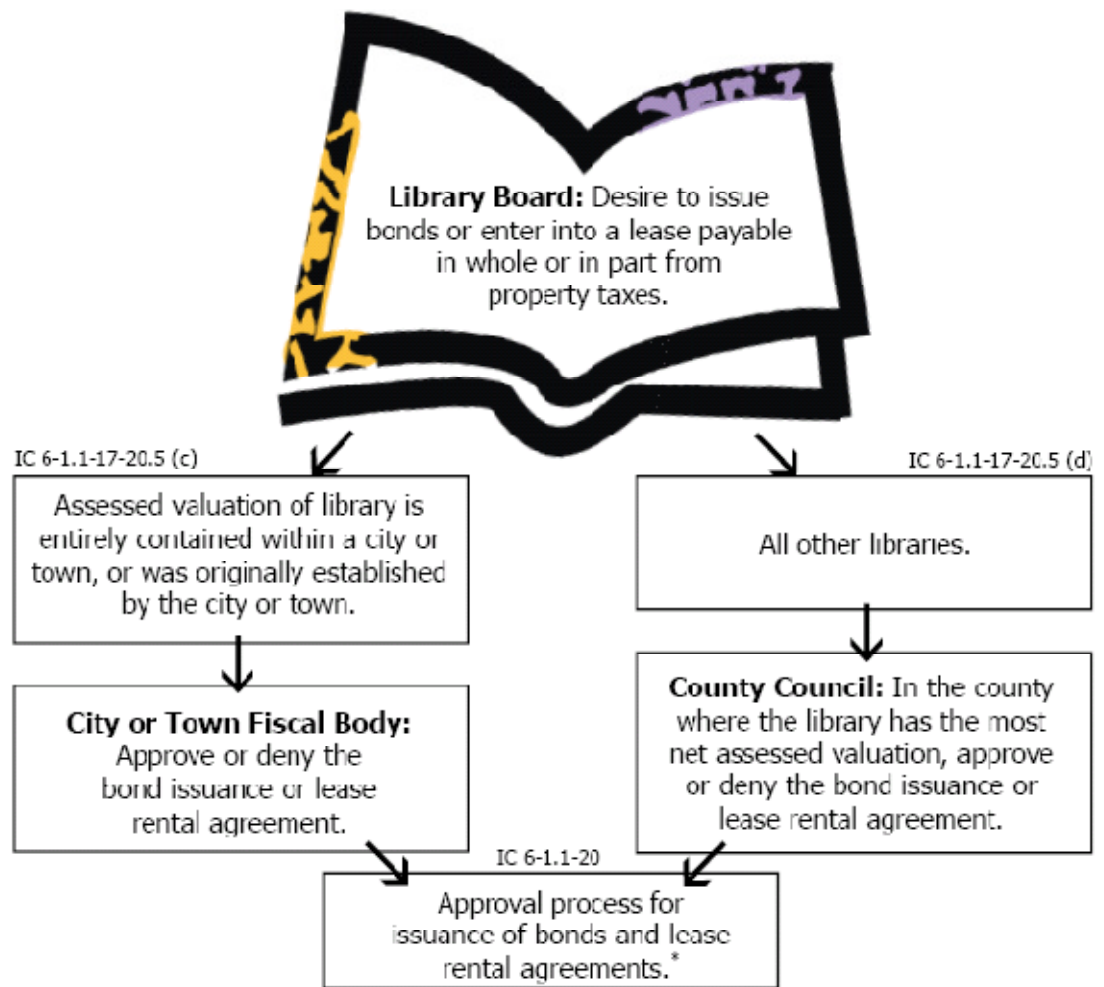 Library Board: Desire to issue
bonds or enter into a lease payable
in whole or in part from
property taxes.
IC 6-1.1-17-20.5 (c)
Assessed valuation of library is
entirely contained within a city or
town, or was originally established
by the city or town.
City or Town Fiscal Body:
Approve or deny the
bond issuance or lease
rental agreement.
IC 6-1.1-17-20.5 (d)
All other libraries.
County Council: In the county
where the library has the most
net assessed valuation, approve
or deny the bond issuance or
lease rental agreement.
IC 6-1.1-20
Approval process for
issuance of bonds and lease
rental agreements.*